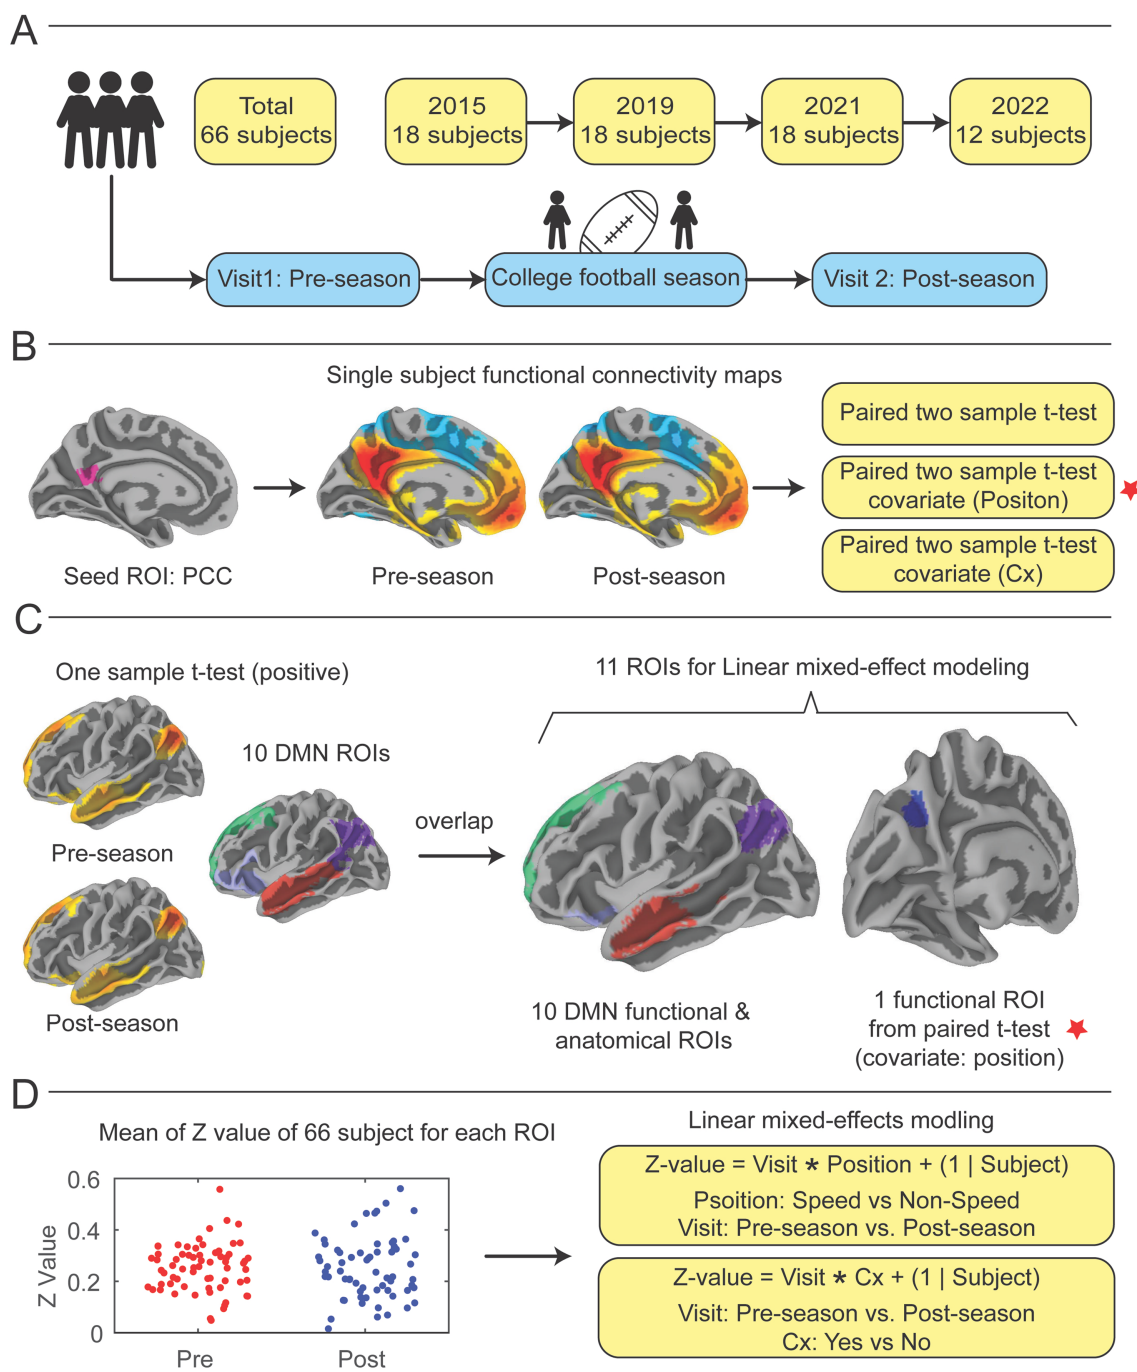 A
Total
66 subjects
2015
18 subjects
2019
18 subjects
2021
18 subjects
2022
12 subjects
Visit1: Pre-season
College football season
Visit 2: Post-season
B
Single subject functional connectivity maps
Seed ROI: PCC
Pre-season
Post-season
Paired two sample t-test
Paired two sample t-test
covariate (Positon)
Paired two sample t-test
covariate (Cx)
C
One sample t-test (positive)
Pre-season
Post-season
10 DMN ROIs
overlap
11 ROIs for Linear mixed-effect modeling
10 DMN functional &
anatomical ROIs
1 functional ROI
from paired t-test
(covariate: position)
D
Mean of Z value of 66 subject for each ROI
Z Value
0.6
0.4
0.2
0
Pre
Post
Linear mixed-effects modling
Z-value = Visit * Position + (1 | Subject)
Psoition: Speed vs Non-Speed
Visit: Pre-season vs. Post-season
Z-value = Visit * Cx + (1 | Subject)
Visit: Pre-season vs. Post-season
Cx: Yes vs No